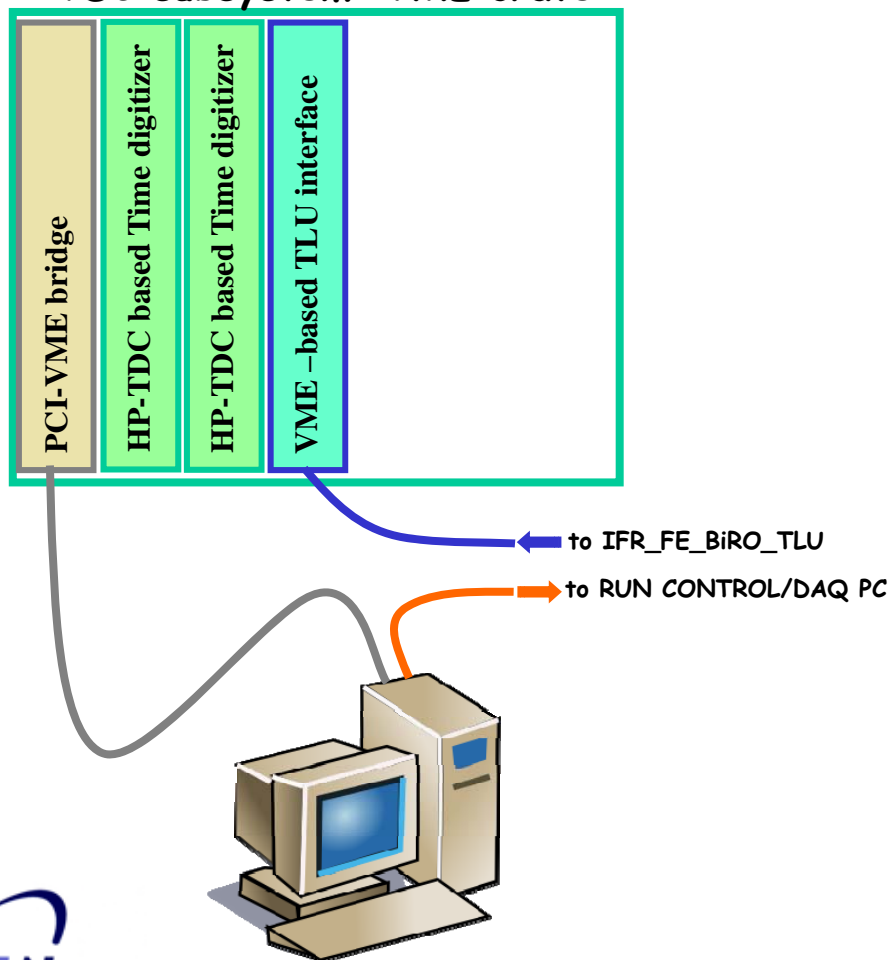 PCI-VME bridge
HP-TDC based Time digitizer
HP-TDC based Time digitizer
VME –based TLU interface
to IFR_FE_BiRO_TLU
to RUN CONTROL/DAQ PC